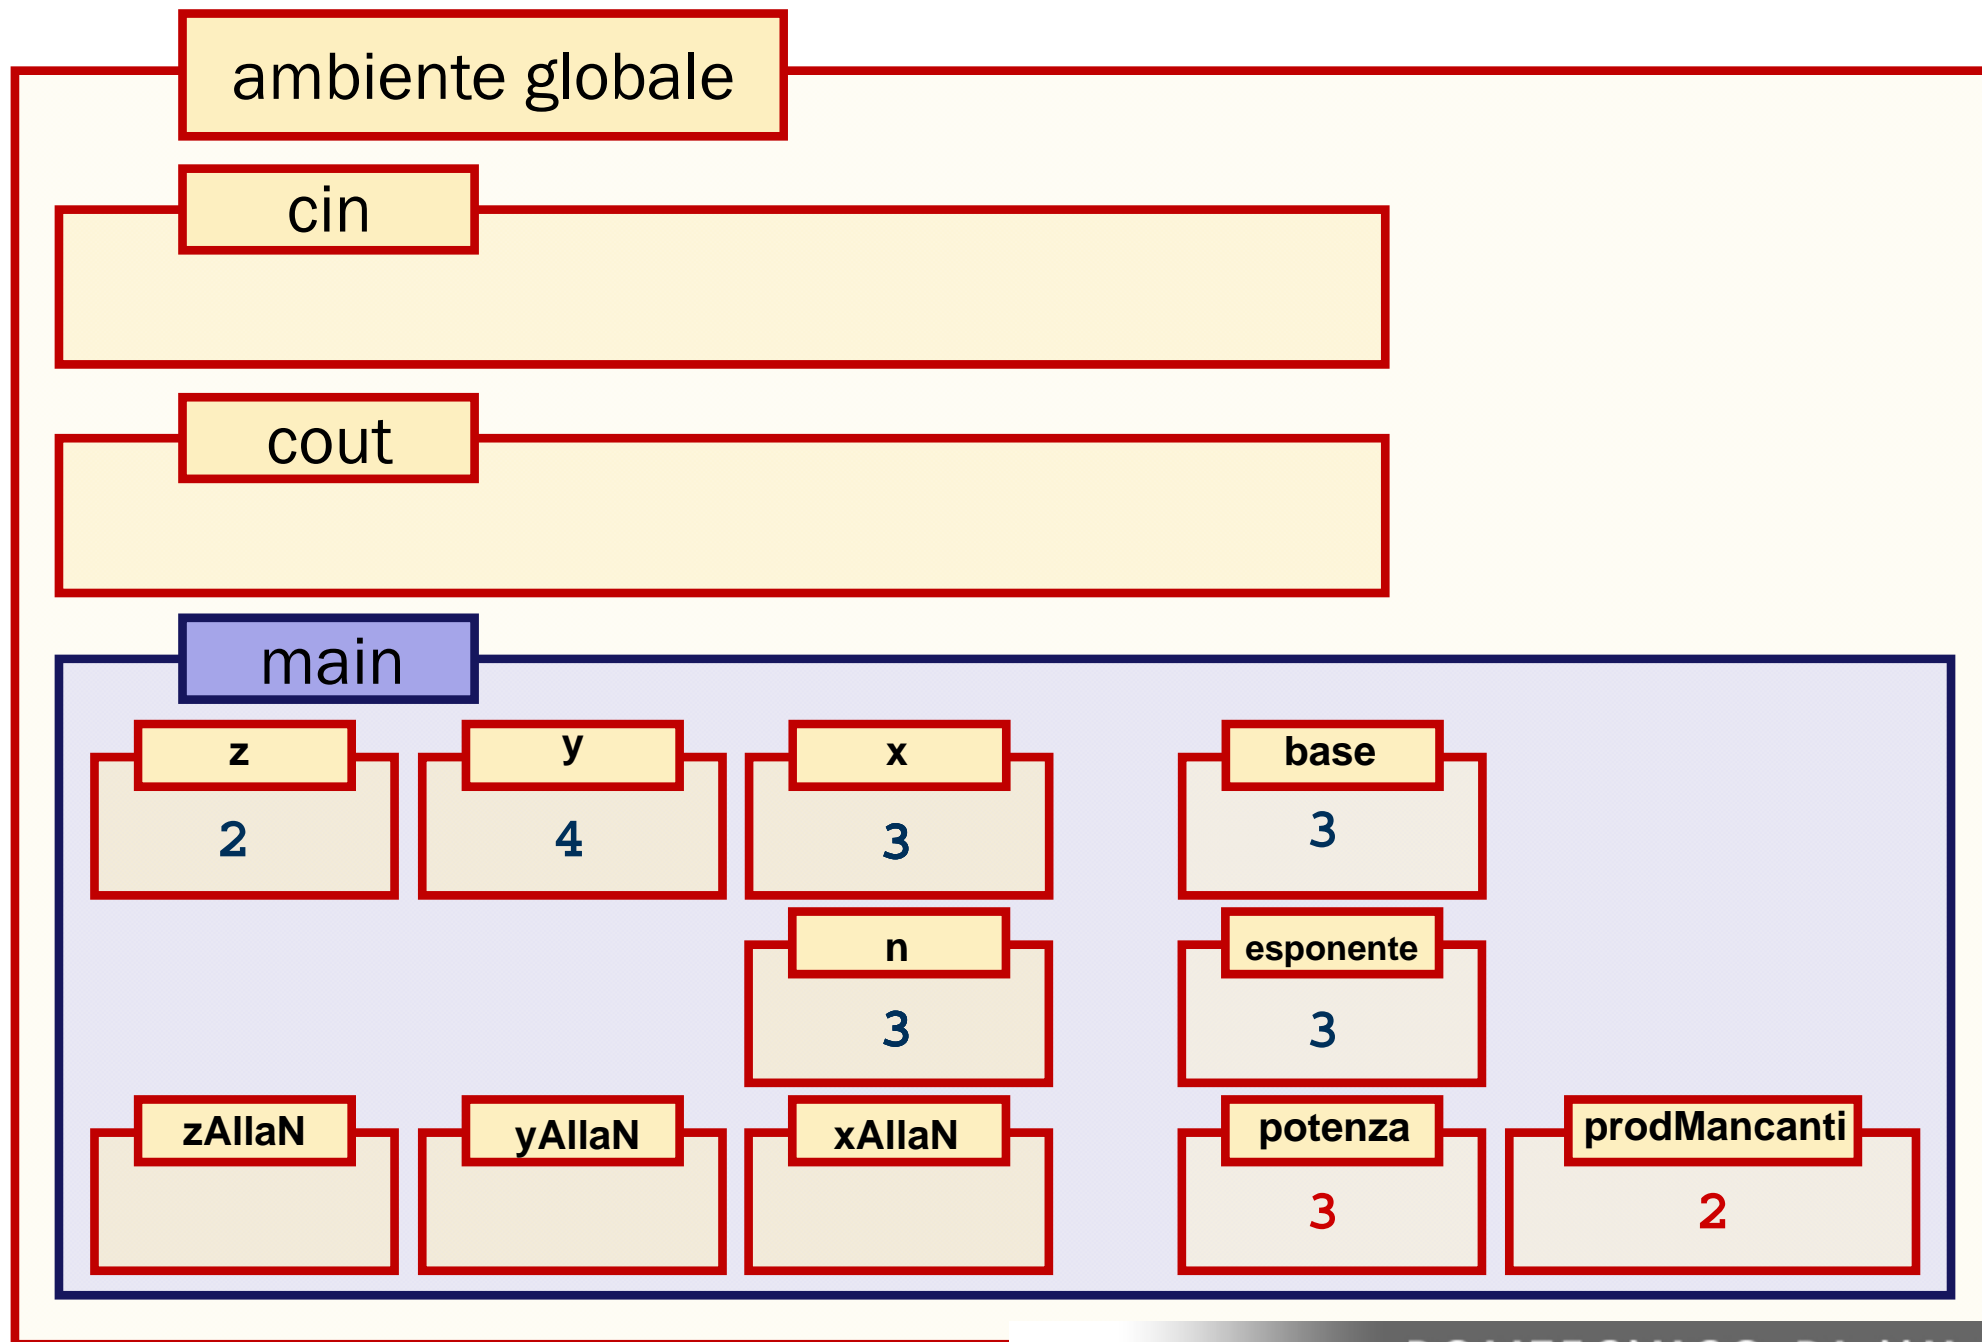 ambiente globale
cin
cout
main
z y x base
2 4 3 3
n esponente
3 3
zAllaN yAllaN xAllaN potenza prodMancanti
3 2